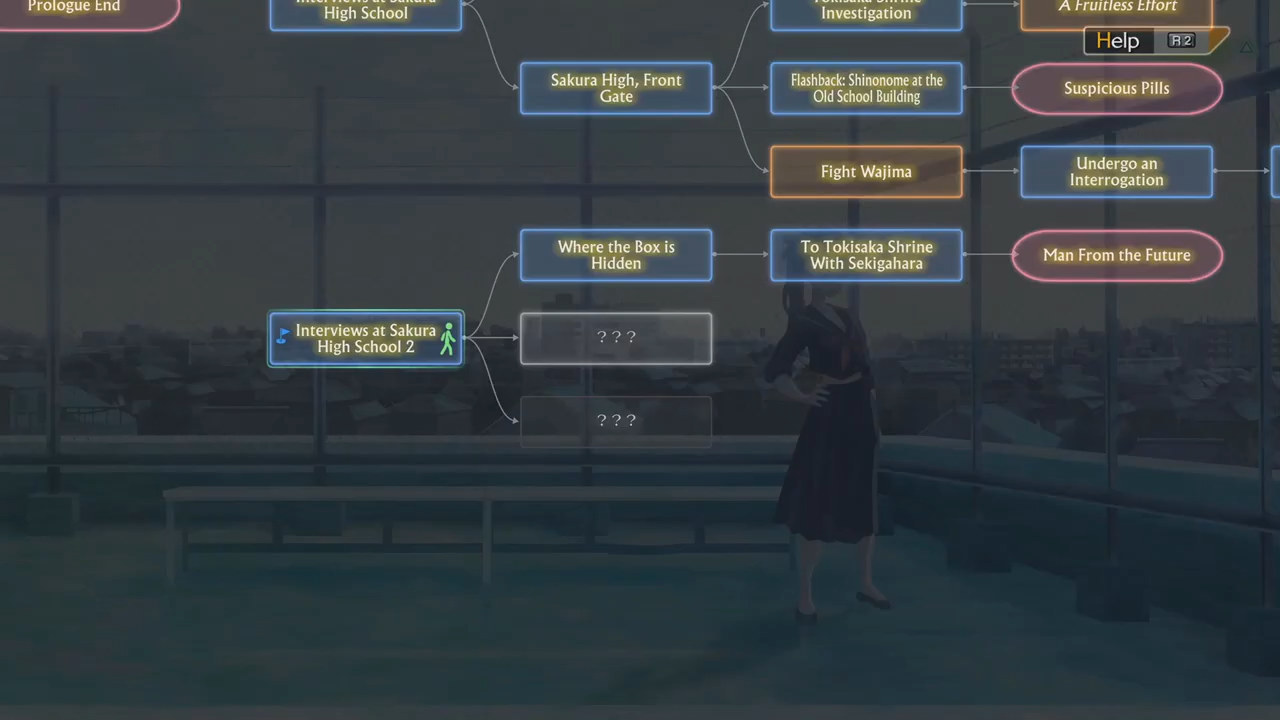 Prologue End
Interviews at Sakura
High School
Tokisaka Shrine
Investigation
A Fruitless Effort
Help R2
Sakura High, Front
Gate
Flashback: Shinonome at the
Old School Building
Suspicious Pills
Fight Wajima
Undergo an
Interrogation
Where the Box is
Hidden
To Tokisaka Shrine
With Sekigahara
Man From the Future
Interviews at Sakura
High School 2
???
???